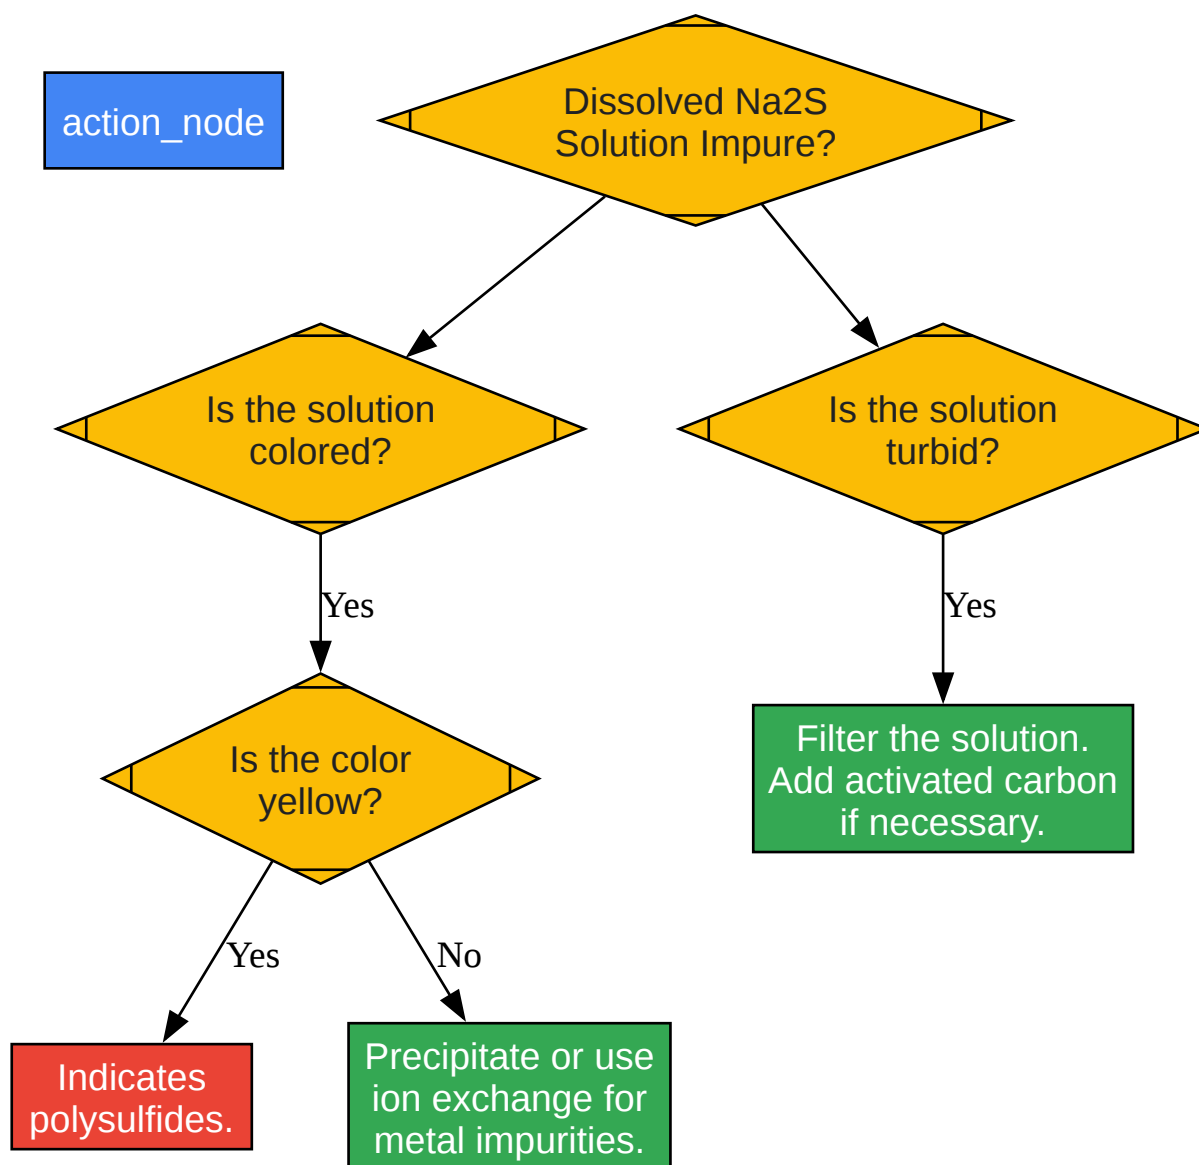 action_node
Dissolved Na2S
Solution Impure?
Is the solution
colored?
Is the solution
turbid?
Yes
Yes
Is the color
yellow?
Filter the solution.
Add activated carbon
if necessary.
Yes
No
Indicates
polysulfides.
Precipitate or use
ion exchange for
metal impurities.